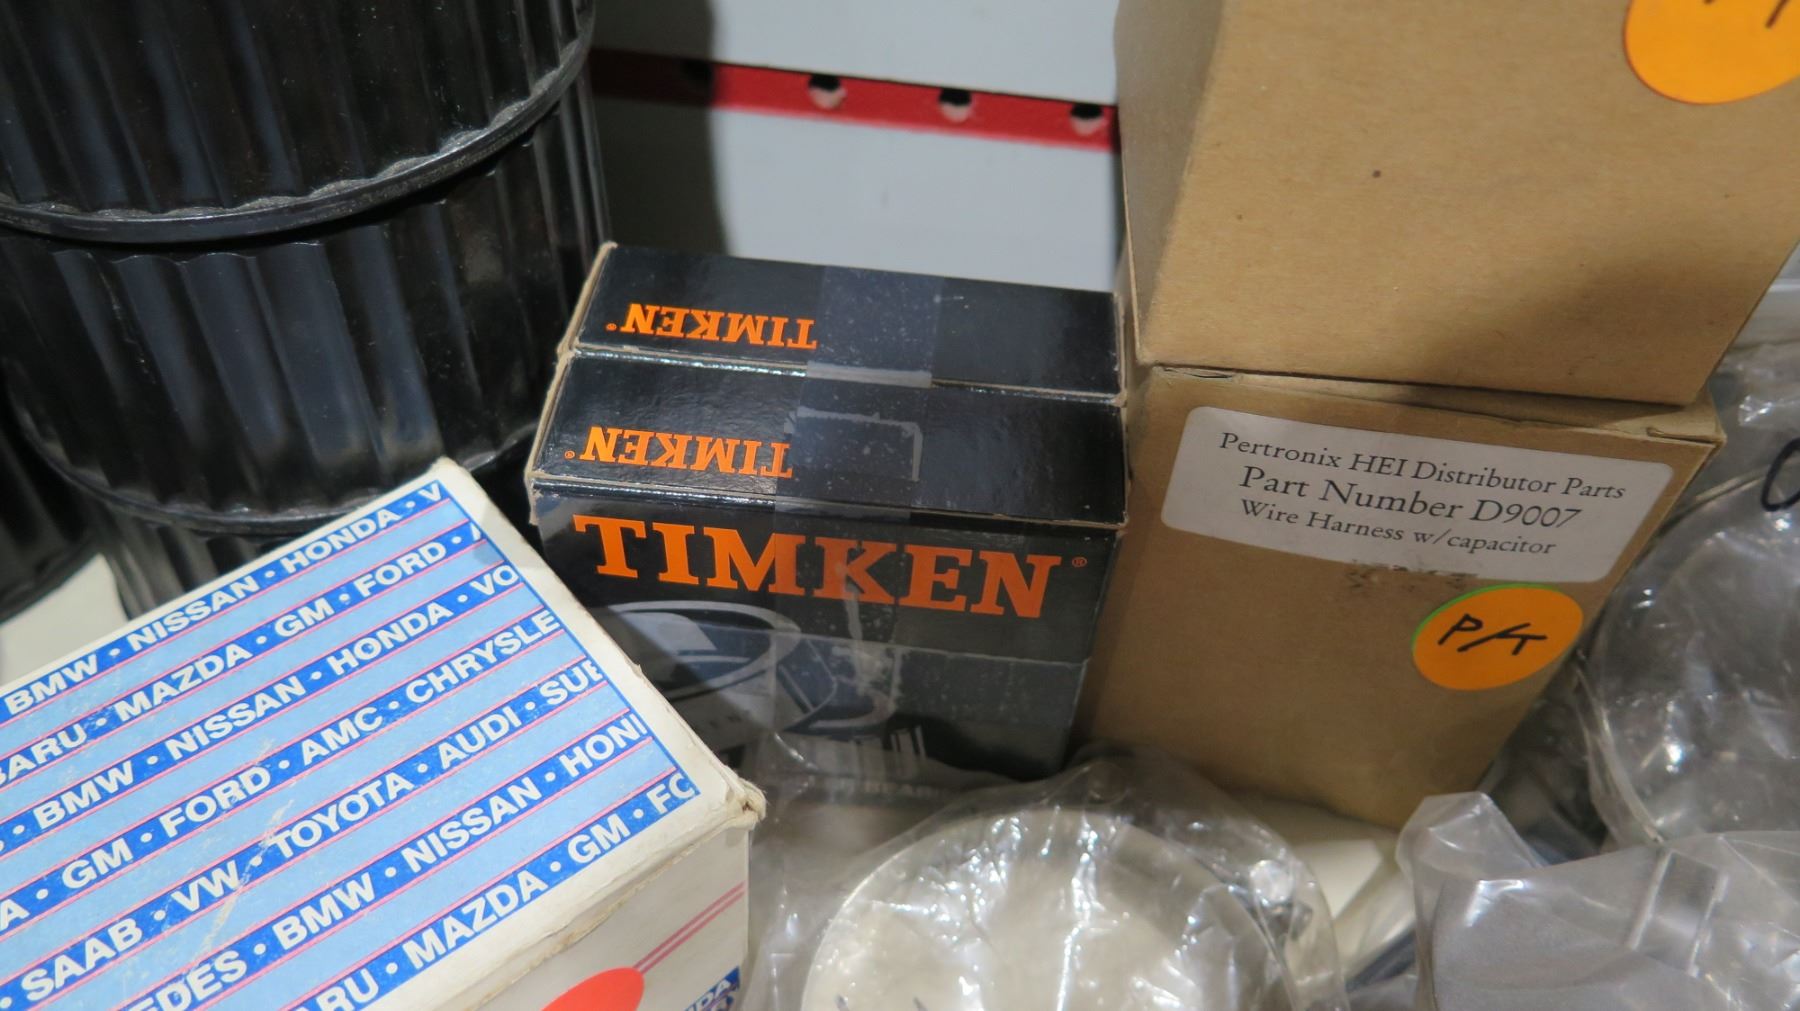 TIMKEN®
TIMKEN®
TIMKEN®
Pertronix HEI Distributor Parts
Part Number D9007
Wire Harness w/capacitor
P/T
BMW · NISSAN · HONDA · V
BARU · MAZDA · GM · FORD ·
· BMW · NISSAN · HONDA · VO
A · GM · FORD · AMC · CHRYSLE
· SAAB · VW · TOYOTA · AUDI · SUB
EDES · BMW · NISSAN · HON
ARU · MAZDA · GM · FO